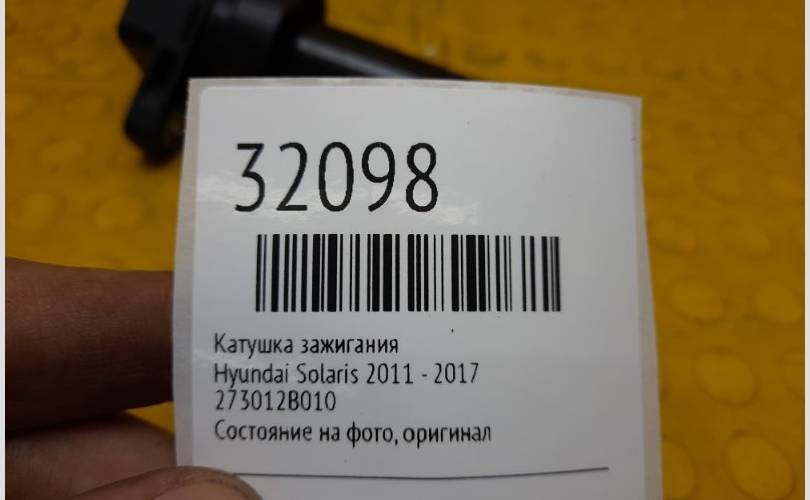 32098
Катушка зажигания
Hyundai Solaris 2011 - 2017
273012B010
Состояние на фото, оригинал